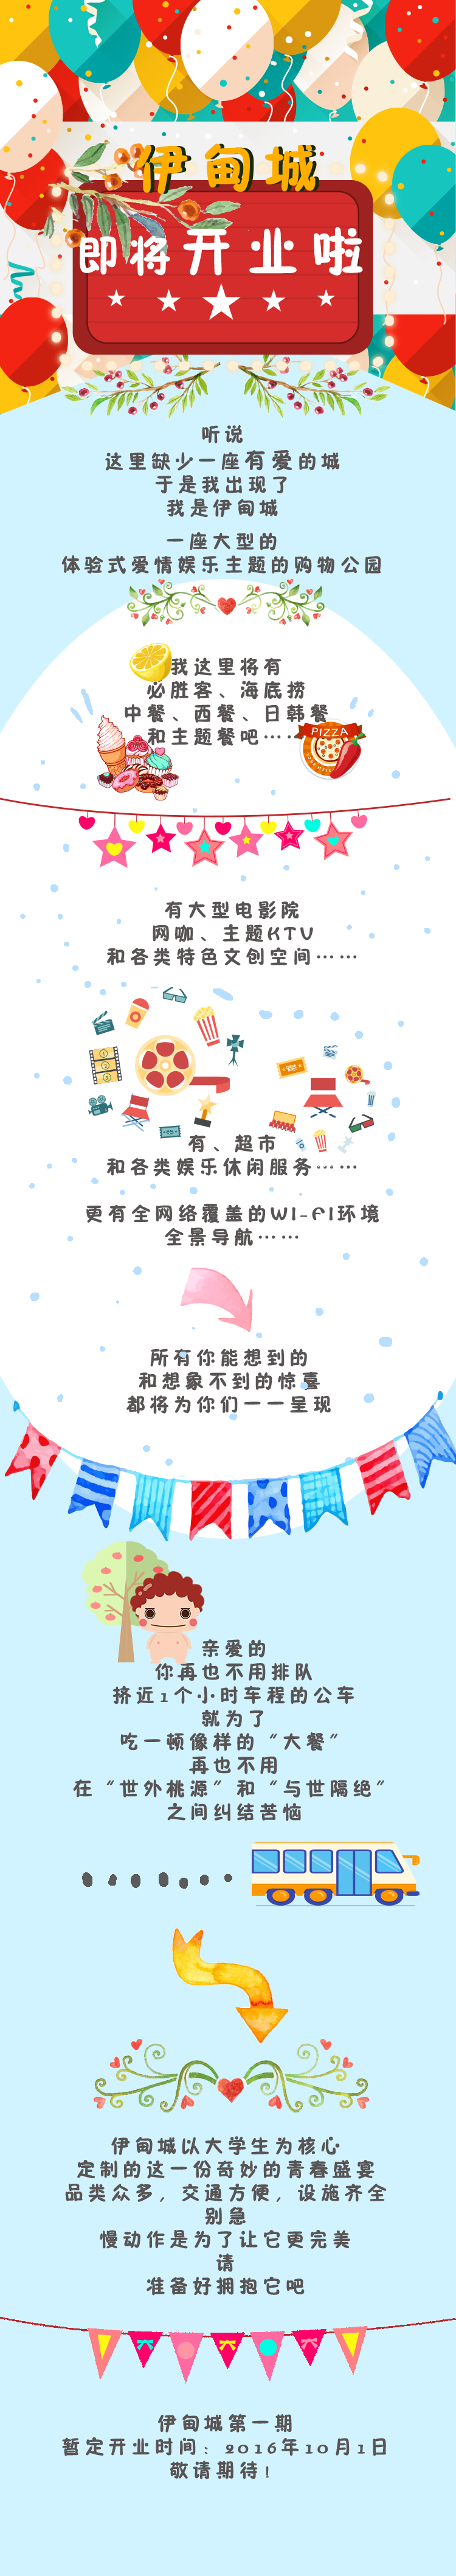 伊甸城
即将开业啦
听说
这里缺少一座有爱的城
于是我出现了
我是伊甸城
一座大型的
体验式爱情娱乐主题的购物公园
我这里将有
必胜客、海底捞
中餐、西餐、日韩餐
和主题餐吧……
PIZZA
有大型电影院
网咖、主题KTV
和各类特色文创空间……
有、超市
和各类娱乐休闲服务……
更有全网络覆盖的WI-FI环境
全景导航……
所有你能想到的
和想象不到的惊喜
都将为你们一一呈现
亲爱的
你再也不用排队
挤近1个小时车程的公车
就为了
吃一顿像样的“大餐”
再也不用
在“世外桃源”和“与世隔绝”
之间纠结苦恼
伊甸城以大学生为核心
定制的这一份奇妙的青春盛宴
品类众多，交通方便，设施齐全
别急
慢动作是为了让它更完美
请
准备好拥抱它吧
伊甸城第一期
暂定开业时间：2016年10月1日
敬请期待！